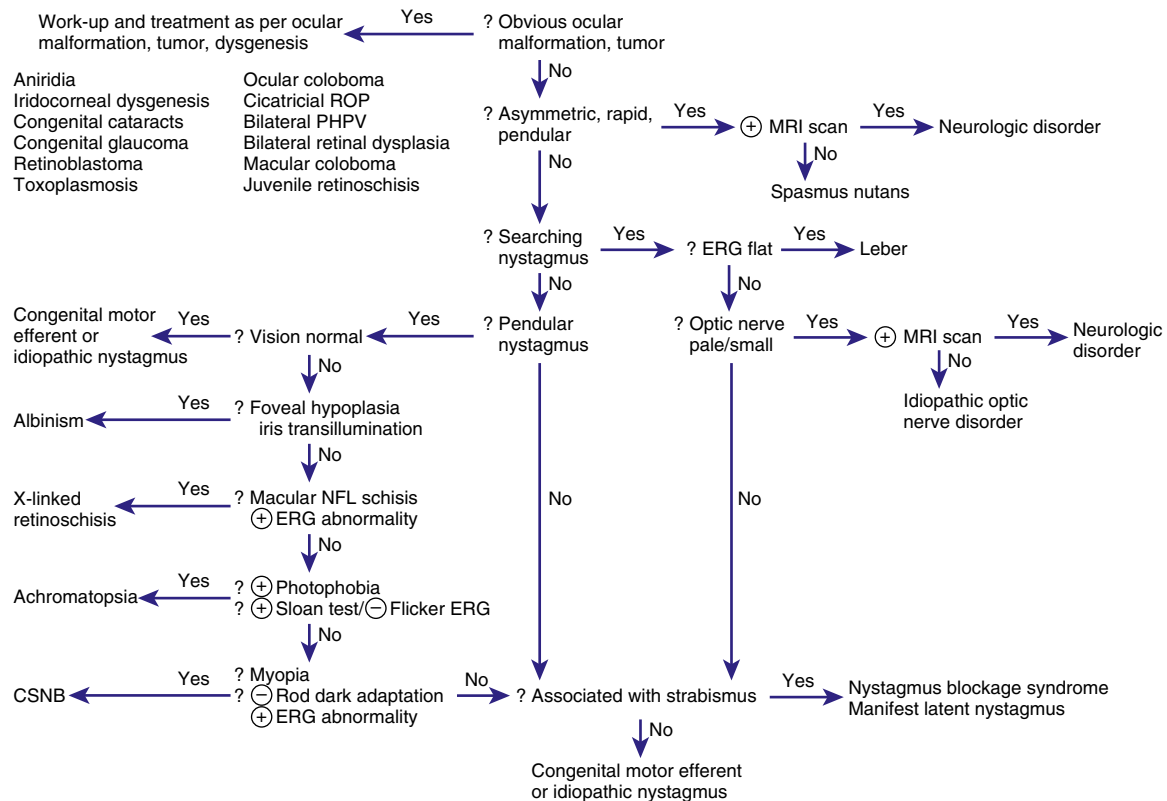 Work-up and treatment as per ocular
malformation, tumor, dysgenesis
Yes
? Obvious ocular
malformation, tumor
No
Aniridia
Iridocorneal dysgenesis
Congenital cataracts
Congenital glaucoma
Retinoblastoma
Toxoplasmosis
Ocular coloboma
Cicatricial ROP
Bilateral PHPV
Bilateral retinal dysplasia
Macular coloboma
Juvenile retinoschisis
? Asymmetric, rapid,
pendular
Yes
⊕ MRI scan
Yes
Neurologic disorder
No
Spasmus nutans
No
? Searching
nystagmus
Yes
? ERG flat
Yes
Leber
No
No
Congenital motor
efferent or
idiopathic nystagmus
Yes
? Vision normal
Yes
? Pendular
nystagmus
? Optic nerve
pale/small
Yes
⊕ MRI scan
Yes
Neurologic
disorder
No
Idiopathic optic
nerve disorder
No
Albinism
Yes
? Foveal hypoplasia
iris transillumination
No
X-linked
retinoschisis
Yes
? Macular NFL schisis
⊕ ERG abnormality
No
No
No
Achromatopsia
Yes
? ⊕ Photophobia
? ⊕ Sloan test/⊖ Flicker ERG
No
CSNB
Yes
? Myopia
? ⊖ Rod dark adaptation
⊕ ERG abnormality
No
? Associated with strabismus
Yes
Nystagmus blockage syndrome
Manifest latent nystagmus
No
Congenital motor efferent
or idiopathic nystagmus